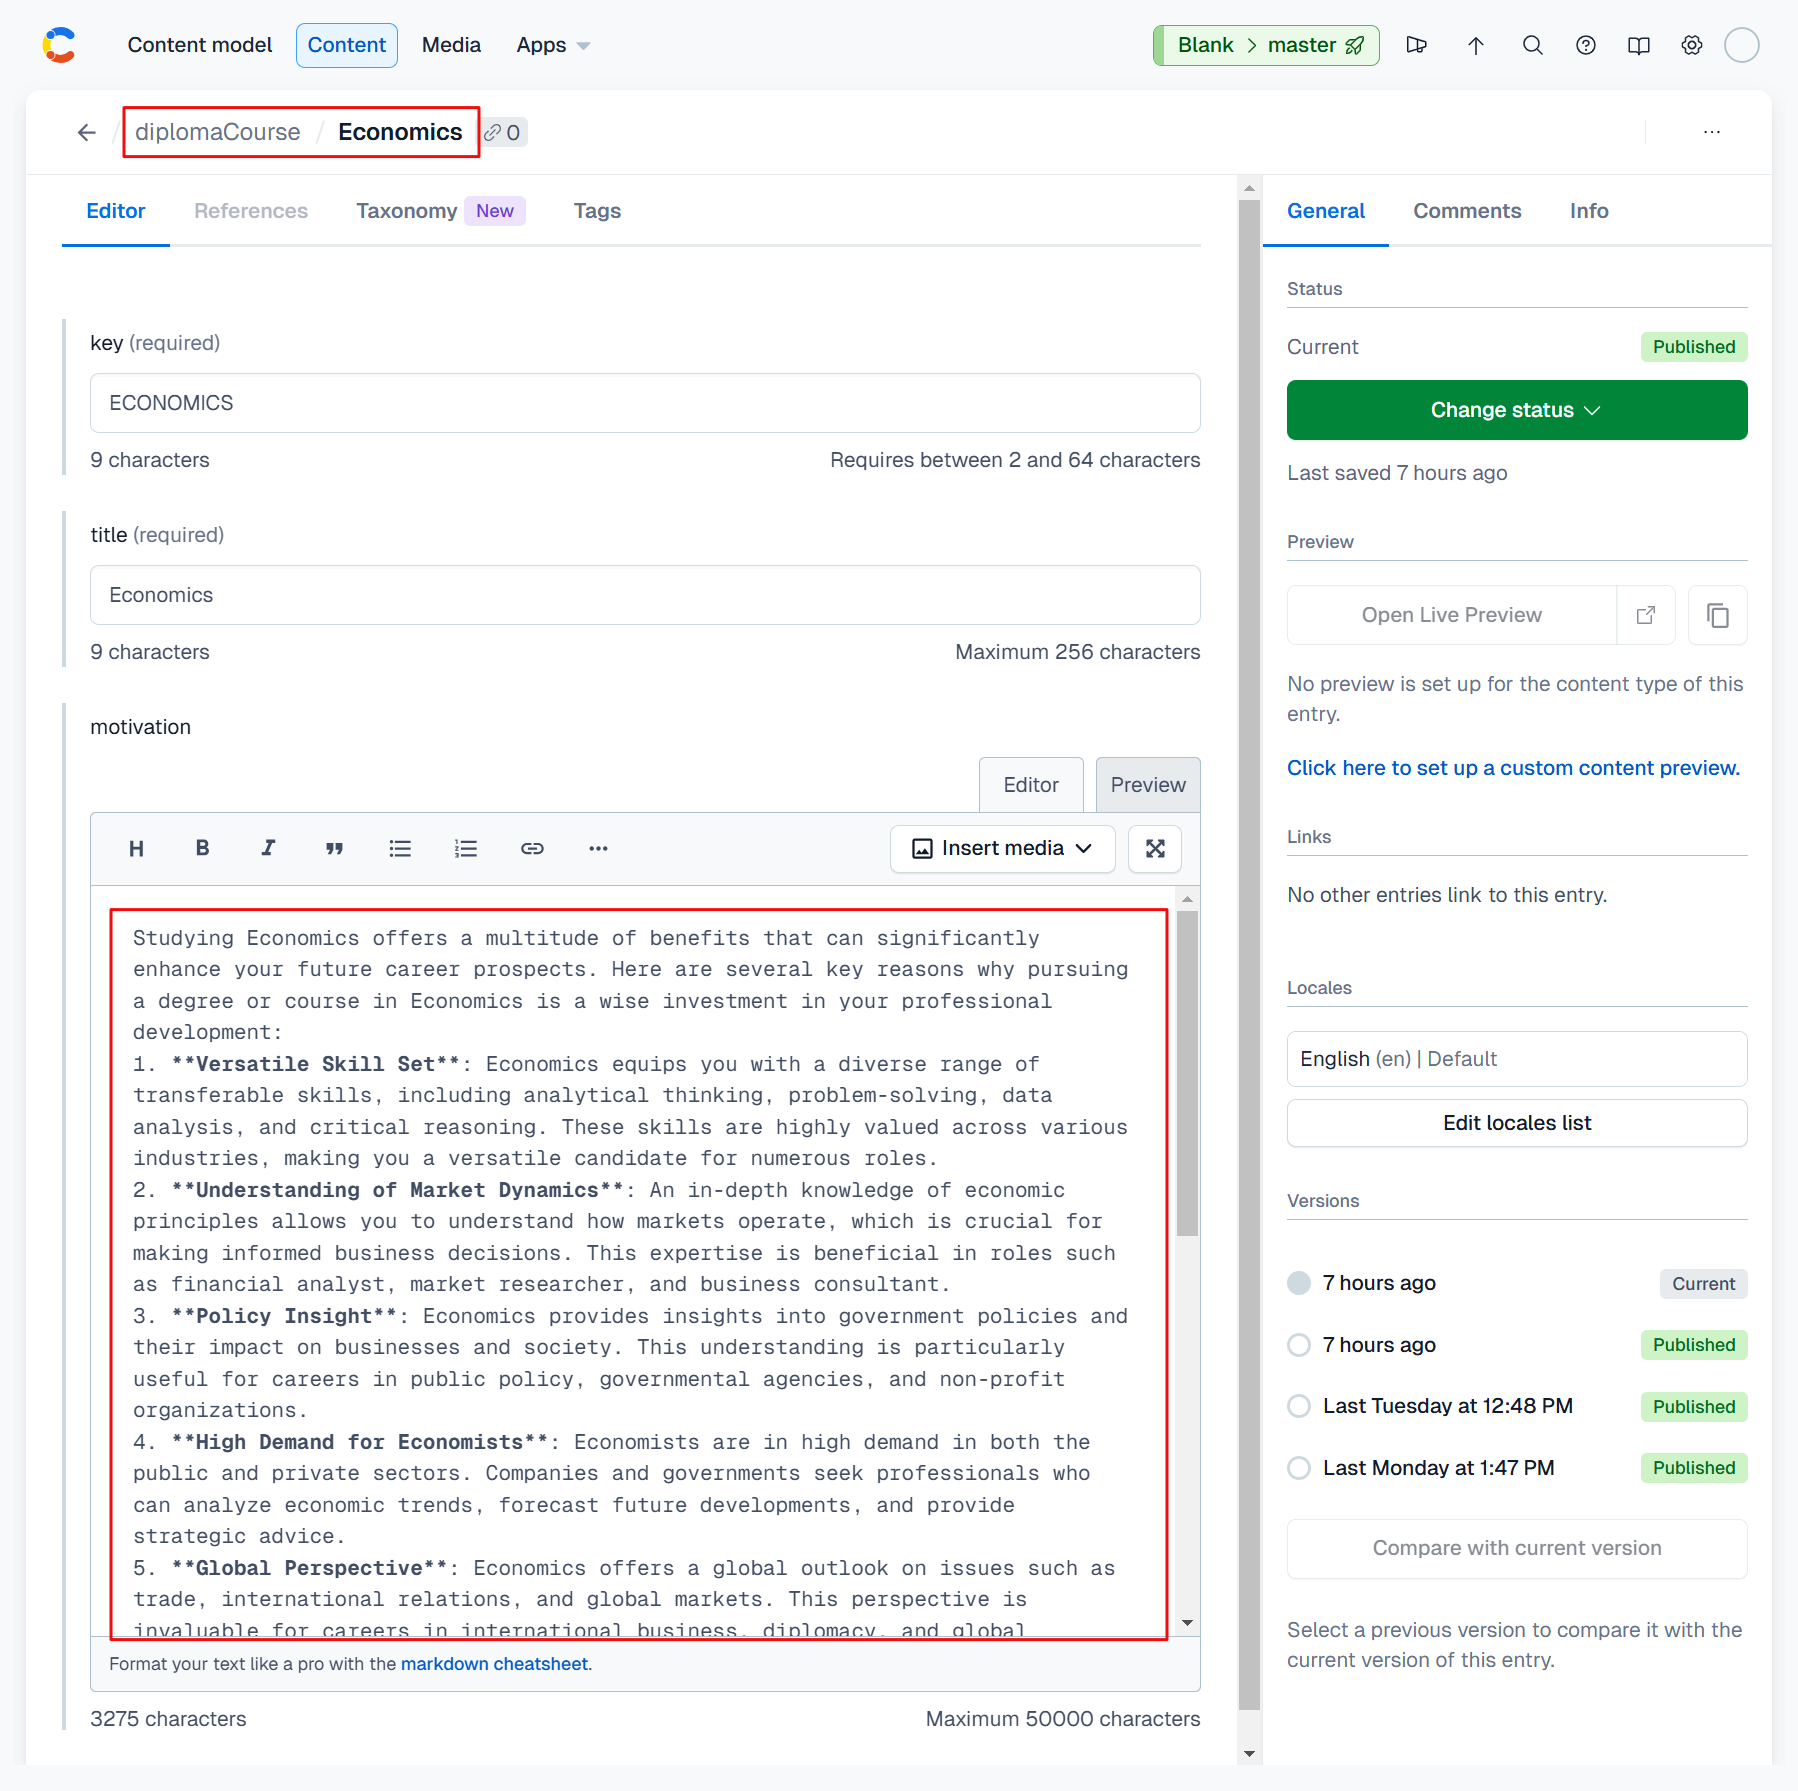 Content model Content Media Apps Blank > master
diplomaCourse / Economics 0
Editor References Taxonomy New Tags
key (required)
ECONOMICS
9 characters Requires between 2 and 64 characters
title (required)
Economics
9 characters Maximum 256 characters
motivation
Editor Preview
H B I Insert media
Studying Economics offers a multitude of benefits that can significantly
enhance your future career prospects. Here are several key reasons why pursuing
a degree or course in Economics is a wise investment in your professional
development:
1. **Versatile Skill Set**: Economics equips you with a diverse range of
transferable skills, including analytical thinking, problem-solving, data
analysis, and critical reasoning. These skills are highly valued across various
industries, making you a versatile candidate for numerous roles.
2. **Understanding of Market Dynamics**: An in-depth knowledge of economic
principles allows you to understand how markets operate, which is crucial for
making informed business decisions. This expertise is beneficial in roles such
as financial analyst, market researcher, and business consultant.
3. **Policy Insight**: Economics provides insights into government policies and
their impact on businesses and society. This understanding is particularly
useful for careers in public policy, governmental agencies, and non-profit
organizations.
4. **High Demand for Economists**: Economists are in high demand in both the
public and private sectors. Companies and governments seek professionals who
can analyze economic trends, forecast future developments, and provide
strategic advice.
5. **Global Perspective**: Economics offers a global outlook on issues such as
trade, international relations, and global markets. This perspective is
invaluable for careers in international business, diplomacy, and global
Format your text like a pro with the markdown cheatsheet.
3275 characters Maximum 50000 characters
General Comments Info
Status
Current Published
Change status
Last saved 7 hours ago
Preview
Open Live Preview
No preview is set up for the content type of this
entry.
Click here to set up a custom content preview.
Links
No other entries link to this entry.
Locales
English (en) | Default
Edit locales list
Versions
7 hours ago Current
7 hours ago Published
Last Tuesday at 12:48 PM Published
Last Monday at 1:47 PM Published
Compare with current version
Select a previous version to compare it with the
current version of this entry.